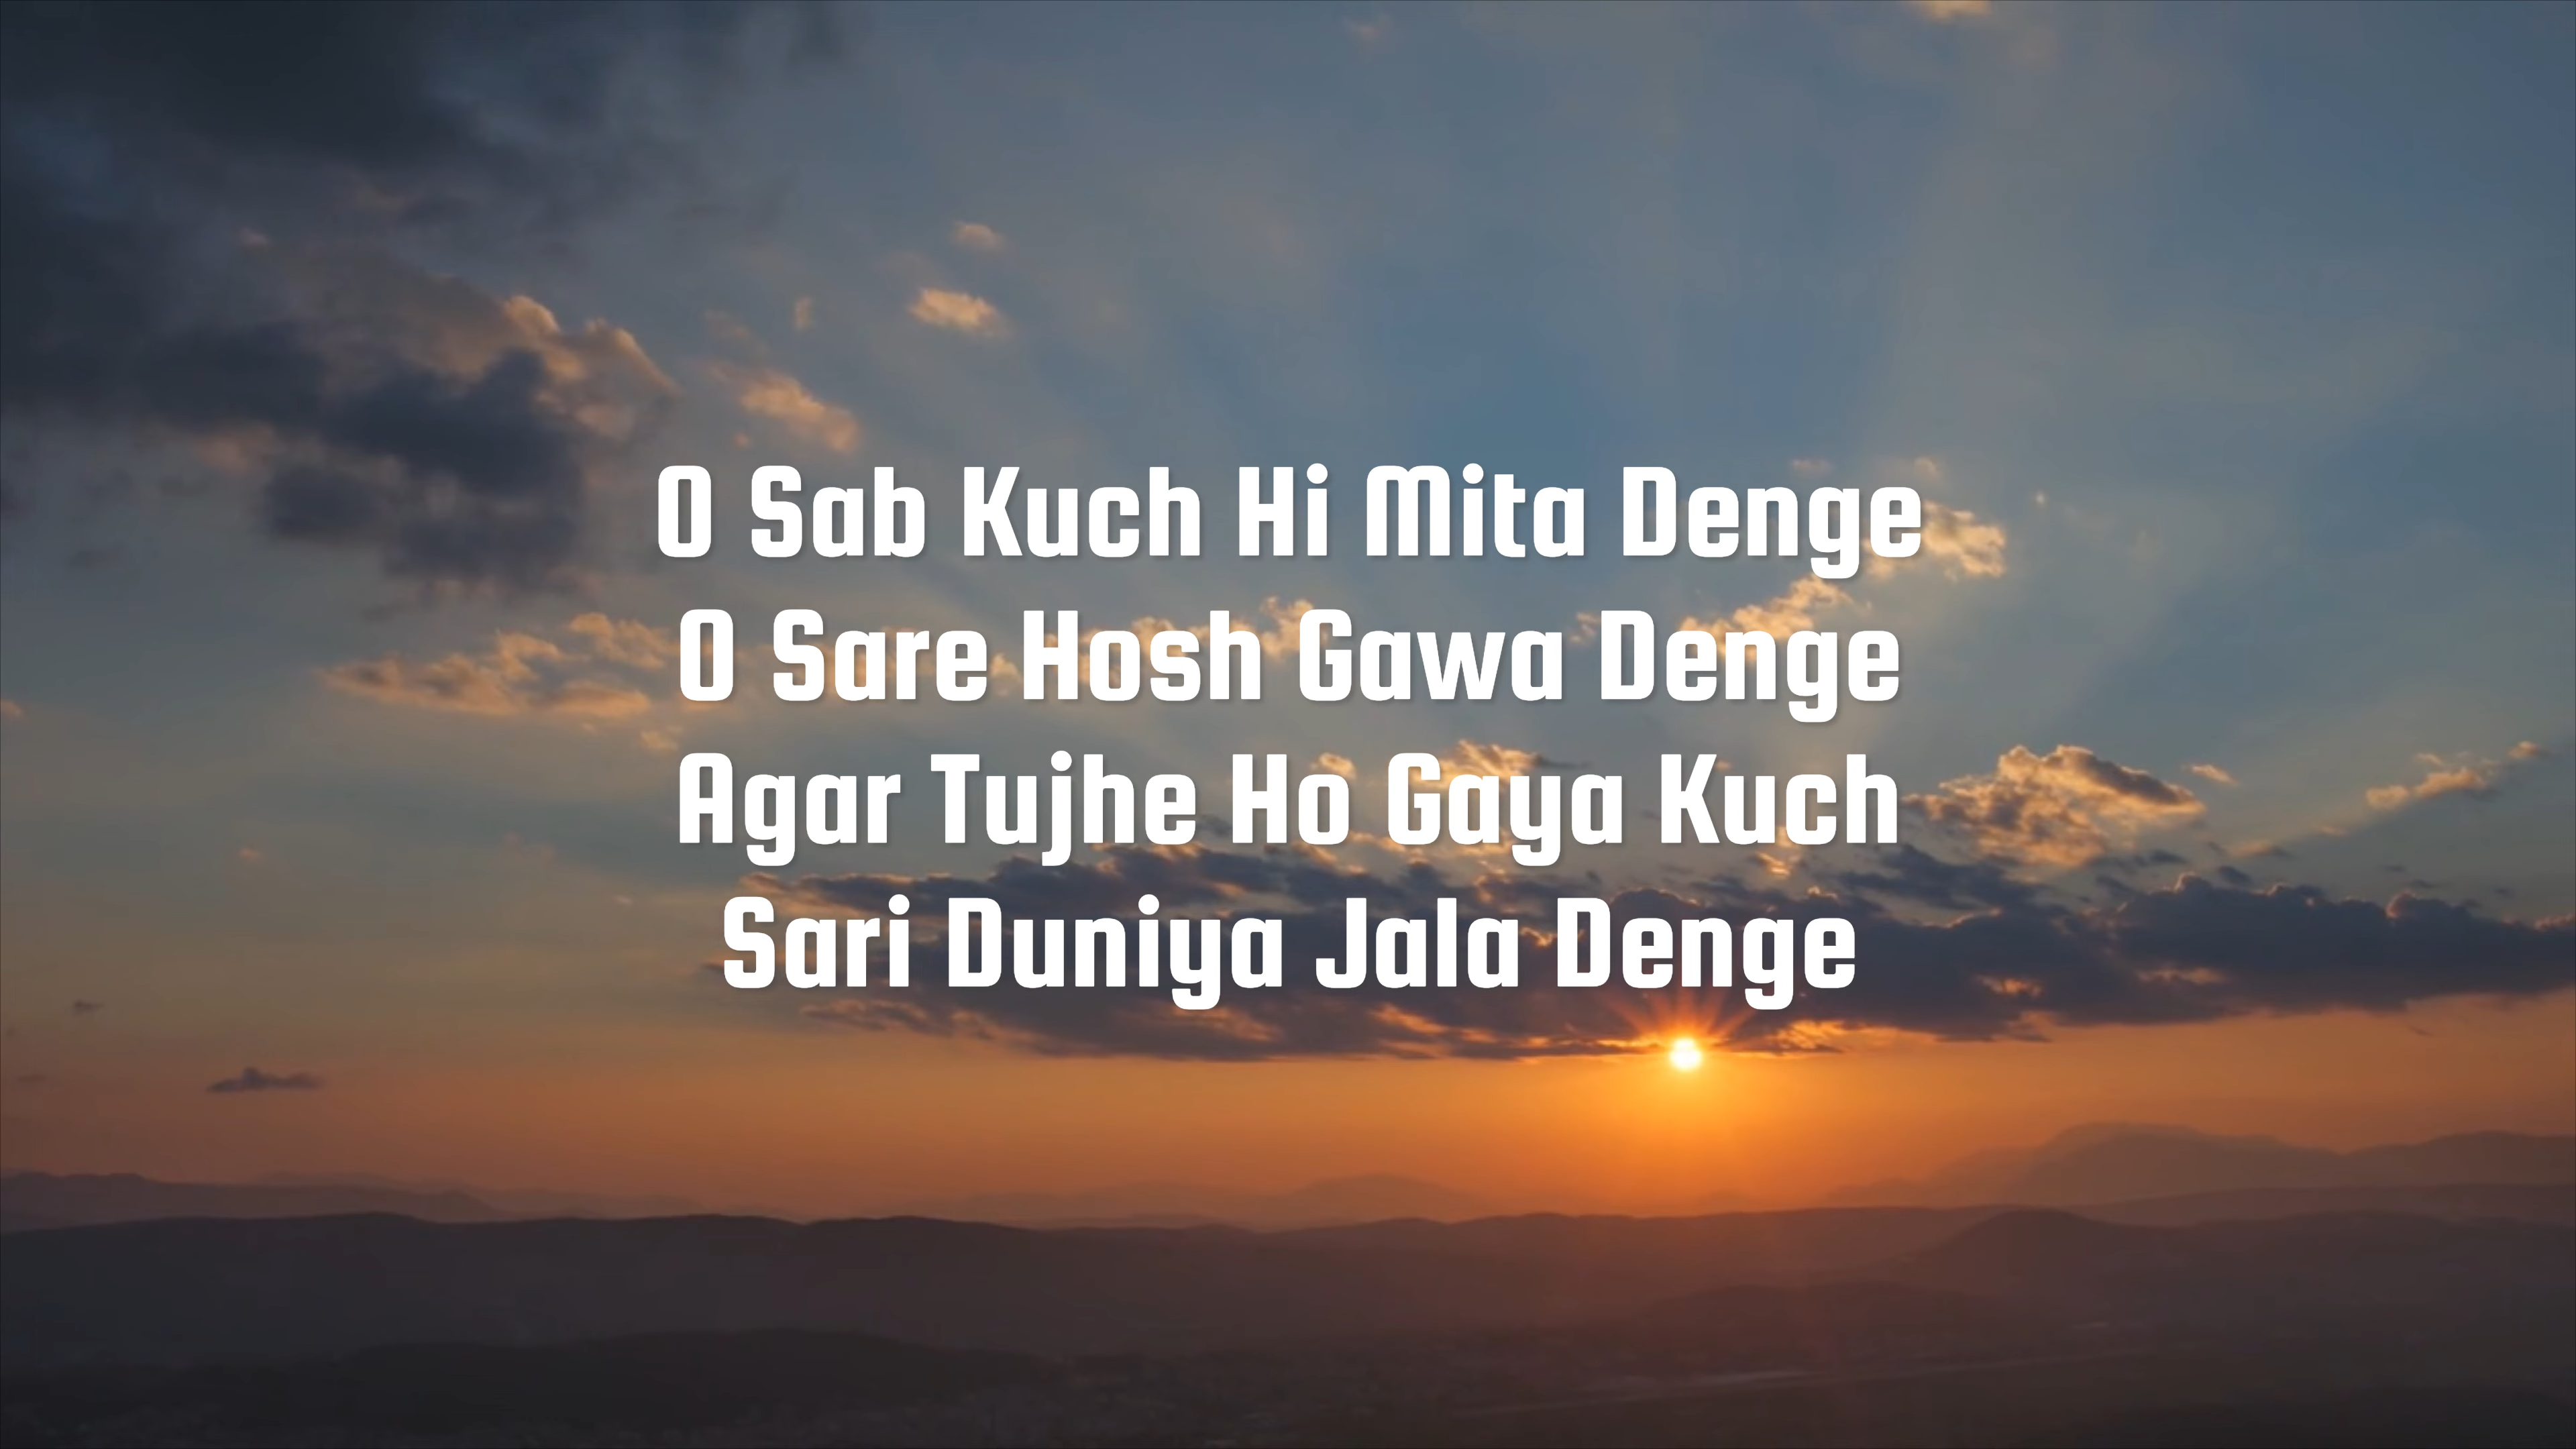 O Sab Kuch Hi Mita Denge
O Sare Hosh Gawa Denge
Agar Tujhe Ho Gaya Kuch
Sari Duniya Jala Denge